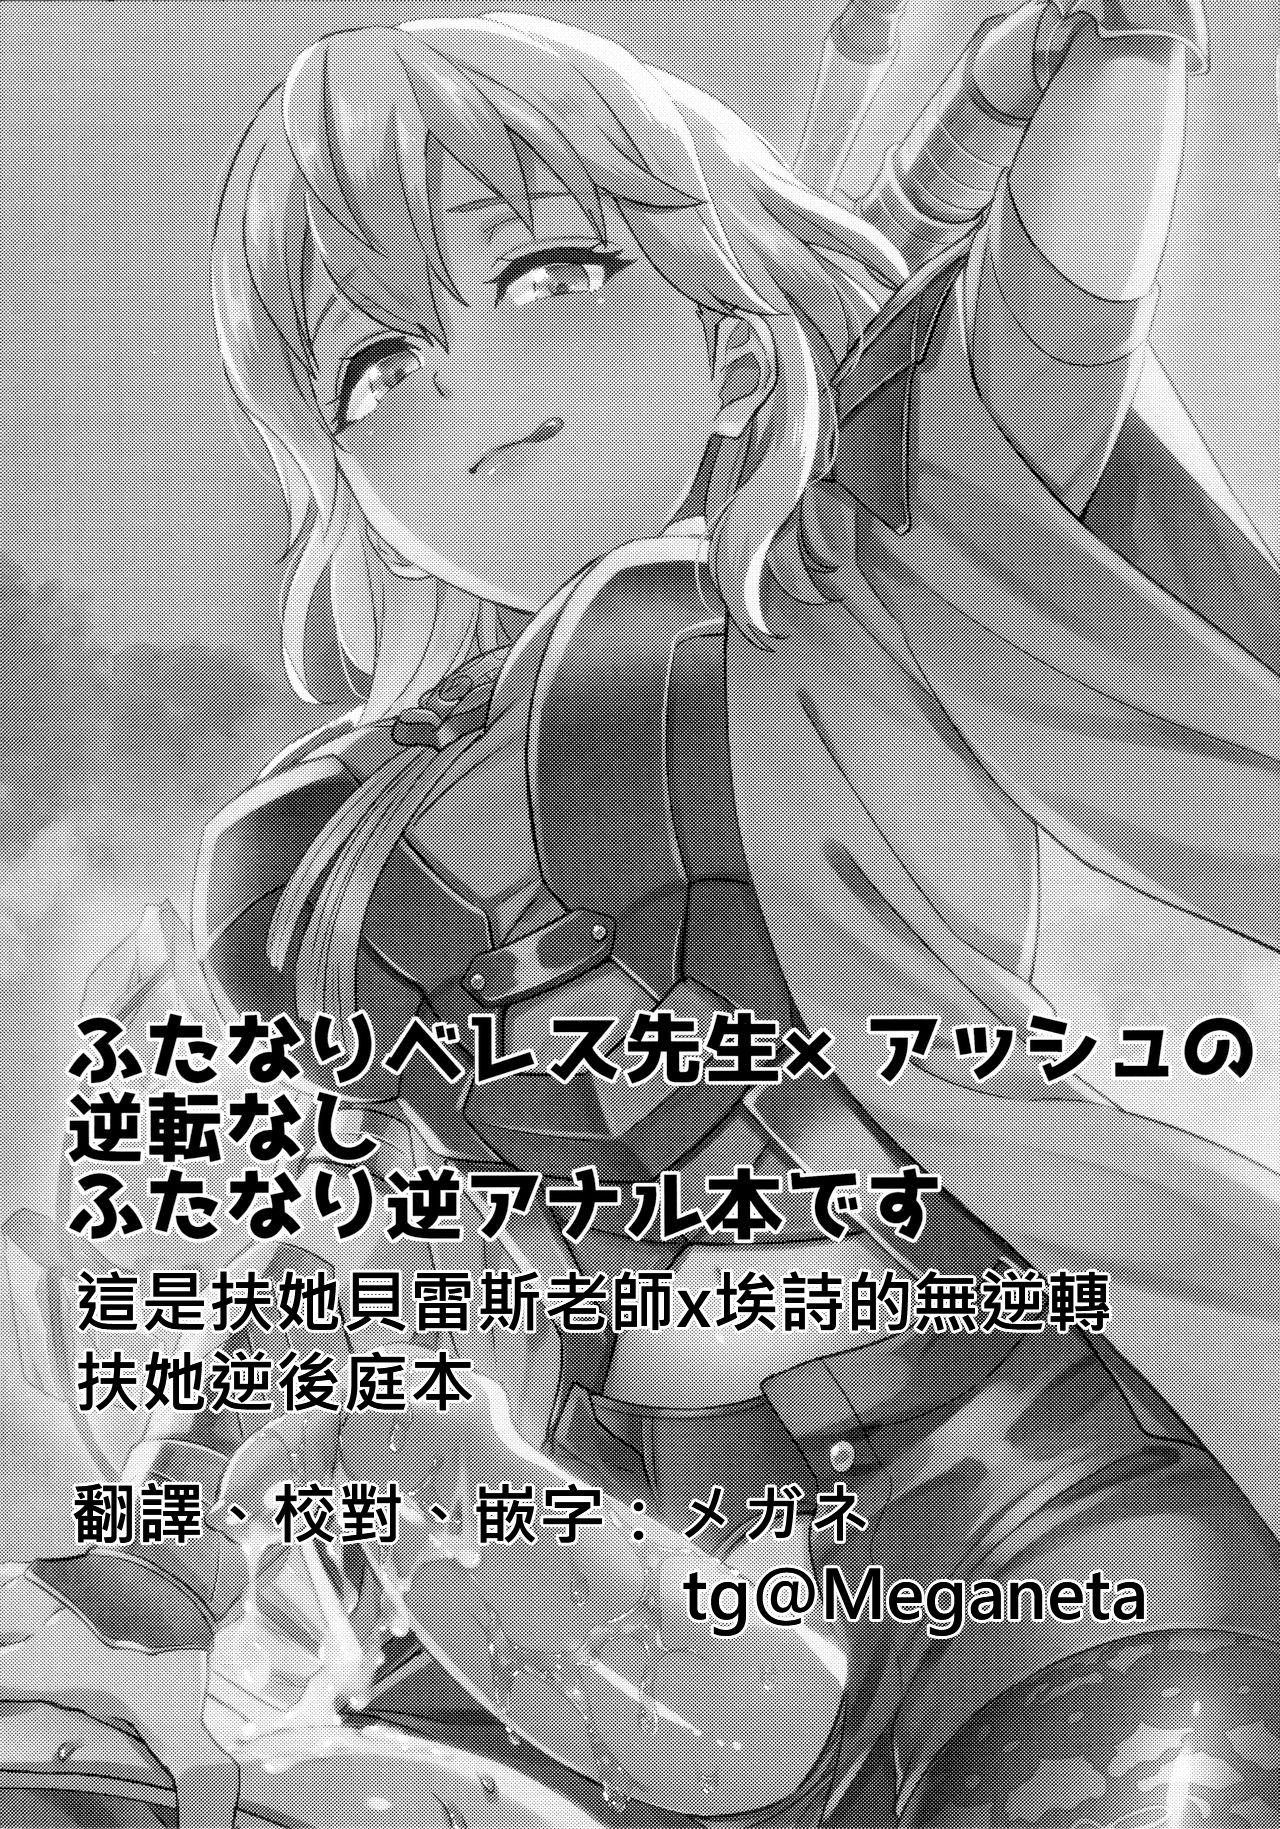 ふたなりベレス先生× アッシュの
逆転なし
ふたなり逆アナル本です
這是扶她貝雷斯老師x埃詩的無逆轉
扶她逆後庭本
翻譯、校對、嵌字：メガネ
tg@Meganeta